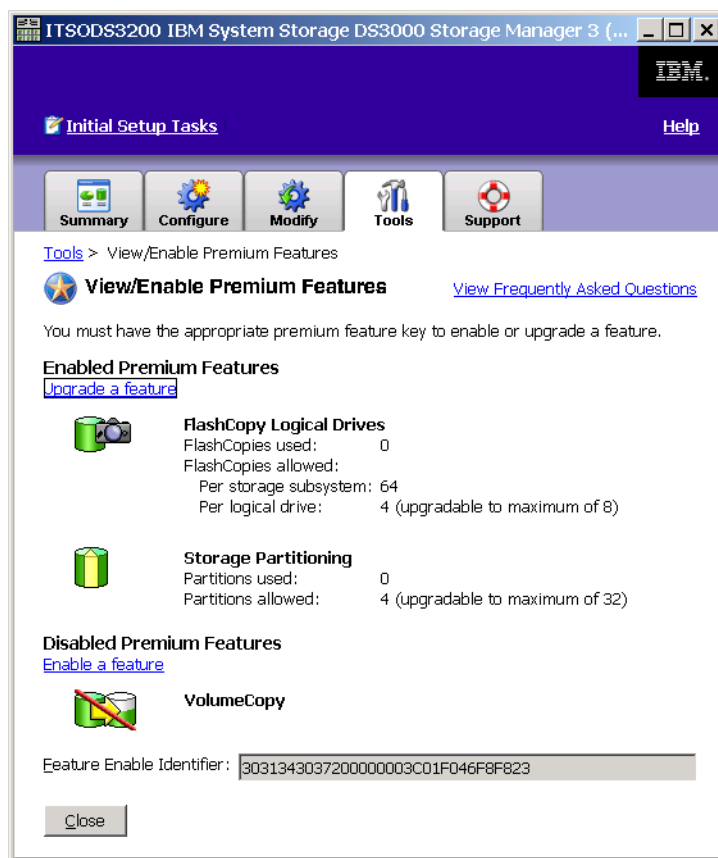 ITSODS3200 IBM System Storage DS3000 Storage Manager 3 (...
IBM.
Initial Setup Tasks
Help
Summary
Configure
Modify
Tools
Support
Tools > View/Enable Premium Features
View/Enable Premium Features
View Frequently Asked Questions
You must have the appropriate premium feature key to enable or upgrade a feature.
Enabled Premium Features
Upgrade a feature
FlashCopy Logical Drives
FlashCopies used: 0
FlashCopies allowed:
Per storage subsystem: 64
Per logical drive: 4 (upgradable to maximum of 8)
Storage Partitioning
Partitions used: 0
Partitions allowed: 4 (upgradable to maximum of 32)
Disabled Premium Features
Enable a feature
VolumeCopy
Feature Enable Identifier: 3031343037200000003C01F046F8F823
Close